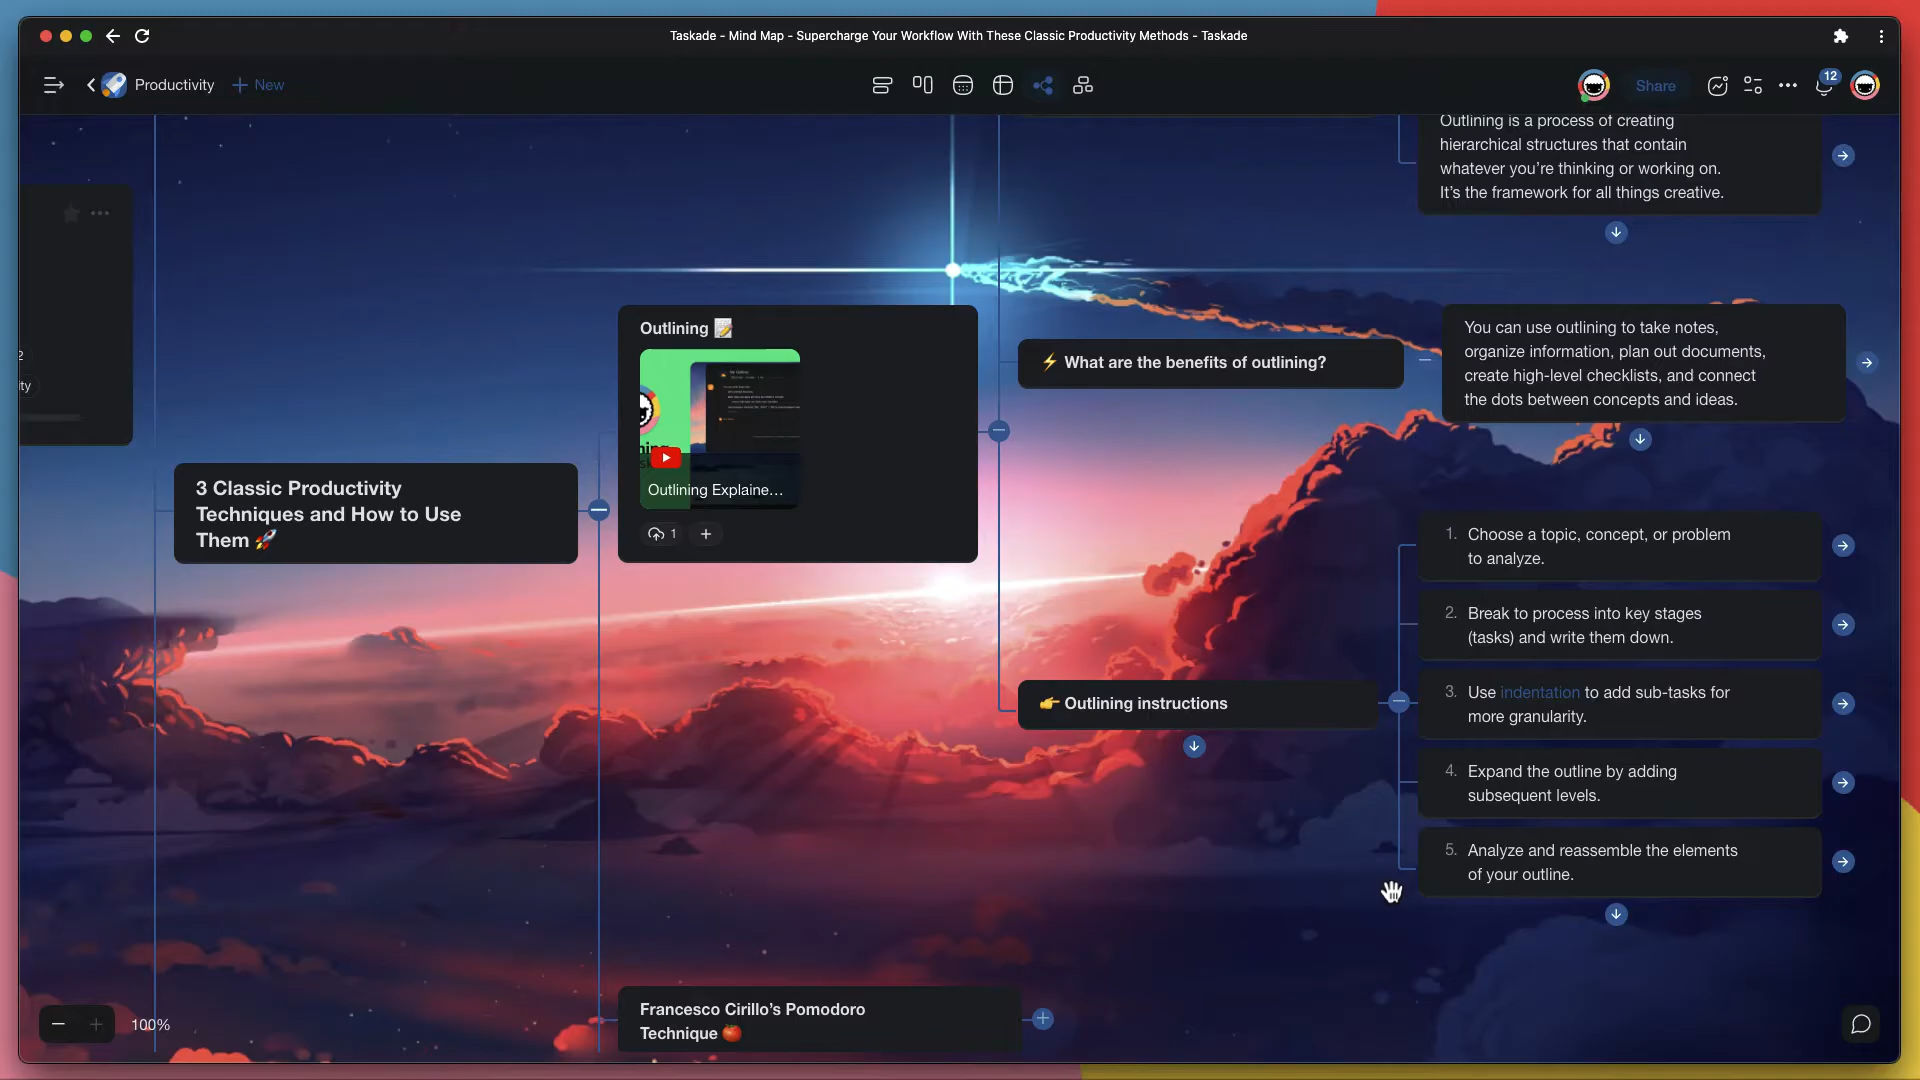 Taskade - Mind Map - Supercharge Your Workflow With These Classic Productivity Methods - Taskade
Productivity
New
Share
12
Outlining is a process of creating
hierarchical structures that contain
whatever you’re thinking or working on.
It’s the framework for all things creative.
2
ity
Outlining 📝
Outlining Explaine…
1
⚡ What are the benefits of outlining?
You can use outlining to take notes,
organize information, plan out documents,
create high-level checklists, and connect
the dots between concepts and ideas.
3 Classic Productivity
Techniques and How to Use
Them 🚀
1. Choose a topic, concept, or problem
to analyze.
2. Break to process into key stages
(tasks) and write them down.
👉 Outlining instructions
3. Use indentation to add sub-tasks for
more granularity.
4. Expand the outline by adding
subsequent levels.
5. Analyze and reassemble the elements
of your outline.
Francesco Cirillo’s Pomodoro
Technique 🍅
100%